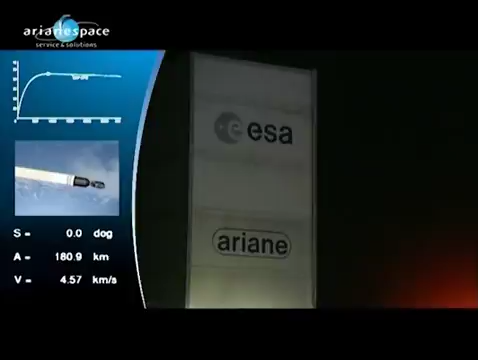 arianespace
service & solutions
S = 0.0 dog
A = 180.9 km
V = 4.57 km/s
esa
ariane